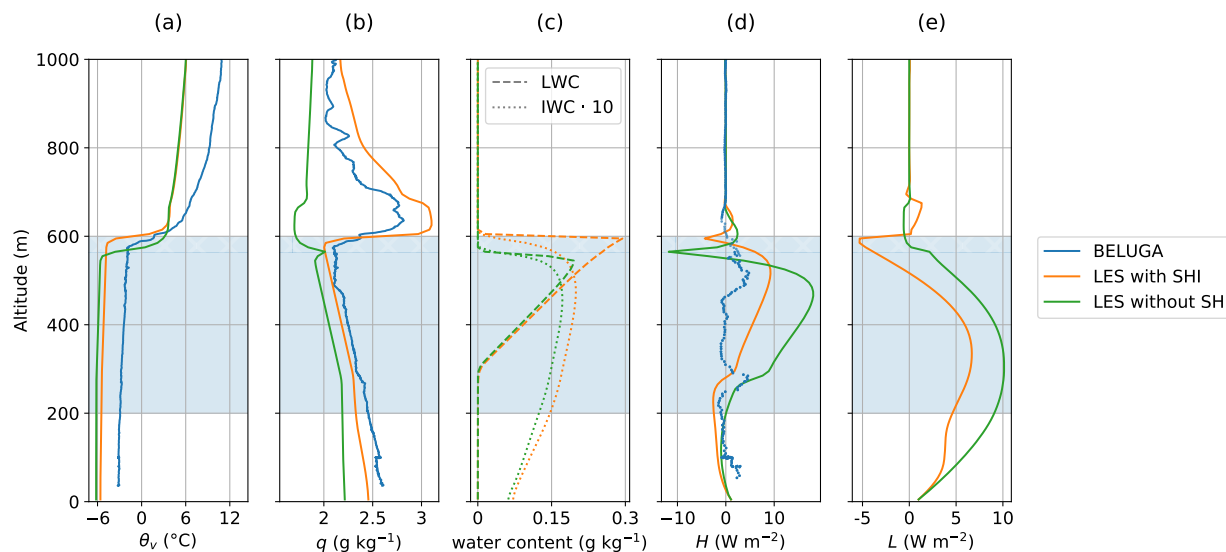 (a) (b) (c) (d) (e)
1000
800
600
400
200
0
Altitude (m)
LWC
IWC · 10
BELUGA
LES with SHI
LES without SH
−6 0 6 12
2 2.5 3
0 0.15 0.3
−10 0 10
−5 0 5 10
θv (°C)
q (g kg⁻¹)
water content (g kg⁻¹)
H (W m⁻²)
L (W m⁻²)